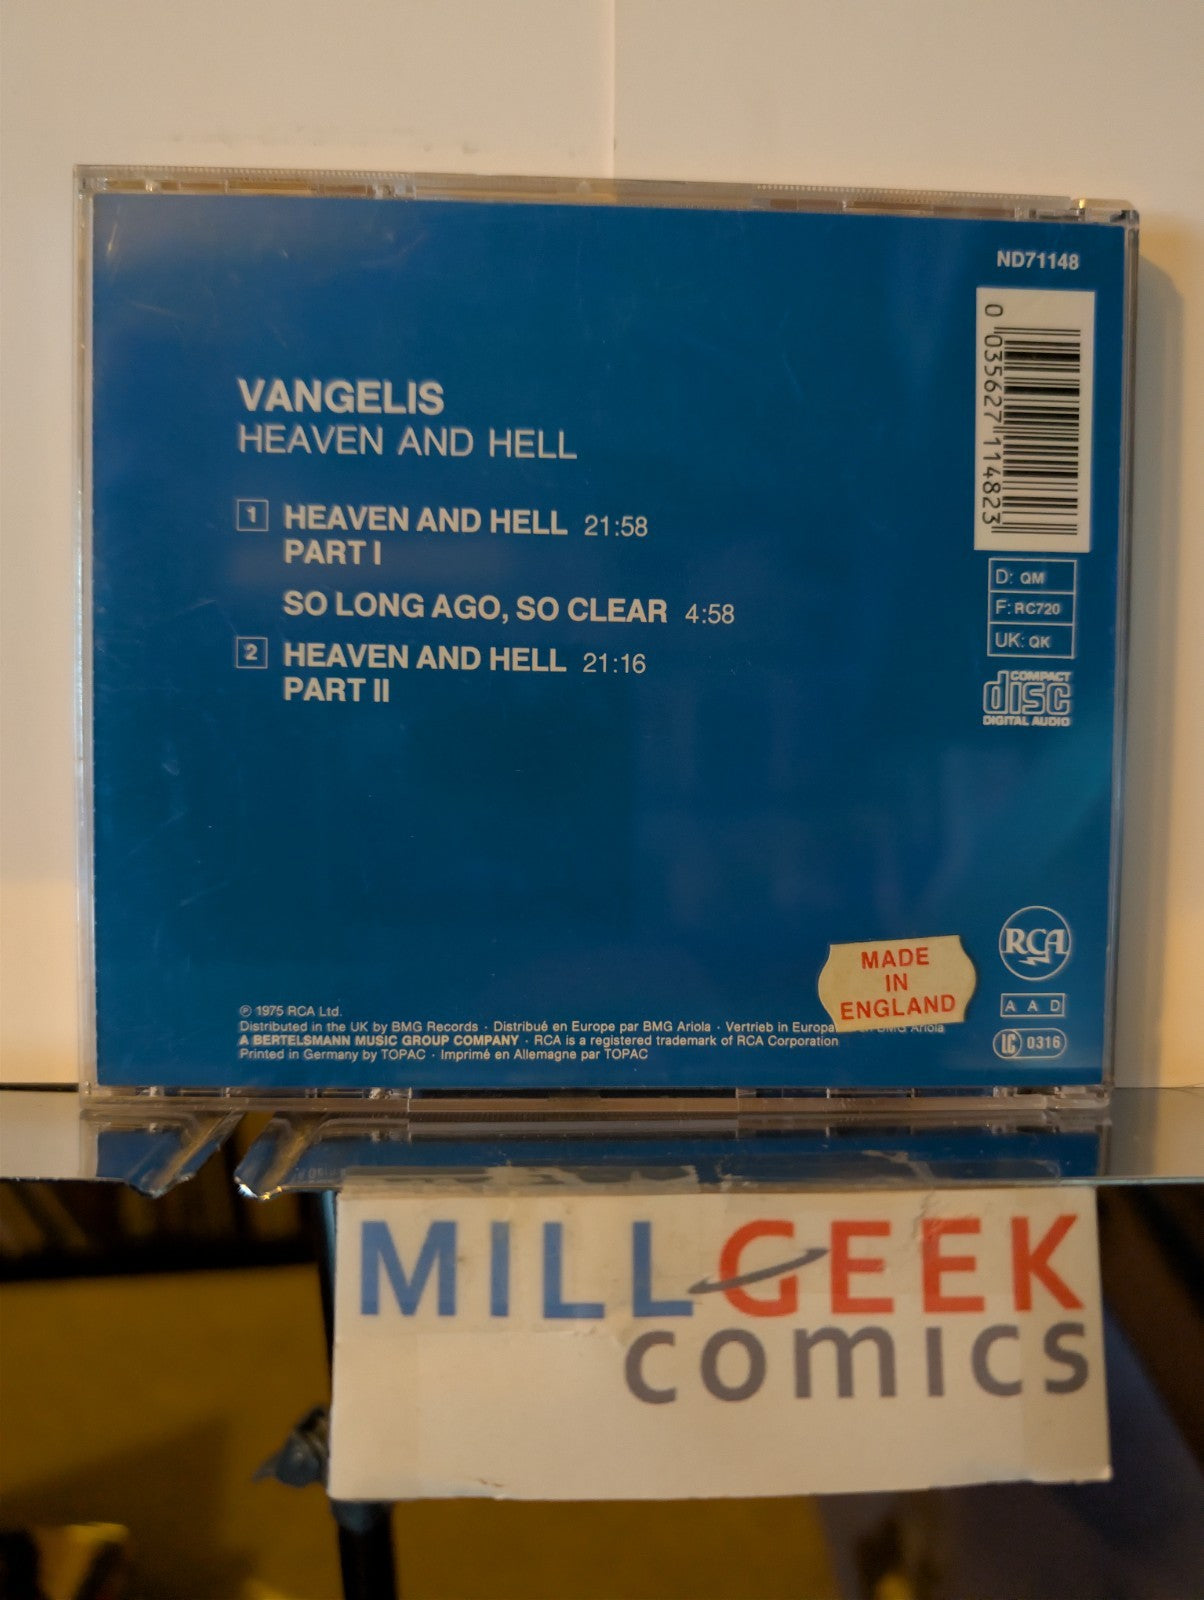 ND71148
0 035627 114823
VANGELIS
HEAVEN AND HELL
1 HEAVEN AND HELL 21:58
PART I
SO LONG AGO, SO CLEAR 4:58
2 HEAVEN AND HELL 21:16
PART II
D: QM
F: RC720
UK: QK
COMPACT
disc
DIGITAL AUDIO
RCA
A A D
LC 0316
MADE
IN
ENGLAND
℗ 1975 RCA Ltd.
Distributed in the UK by BMG Records · Distribué en Europe par BMG Ariola · Vertrieb in Europa BMG Ariola
A BERTELSMANN MUSIC GROUP COMPANY · RCA is a registered trademark of RCA Corporation
Printed in Germany by TOPAC · Imprimé en Allemagne par TOPAC
MILLGEEK
comics